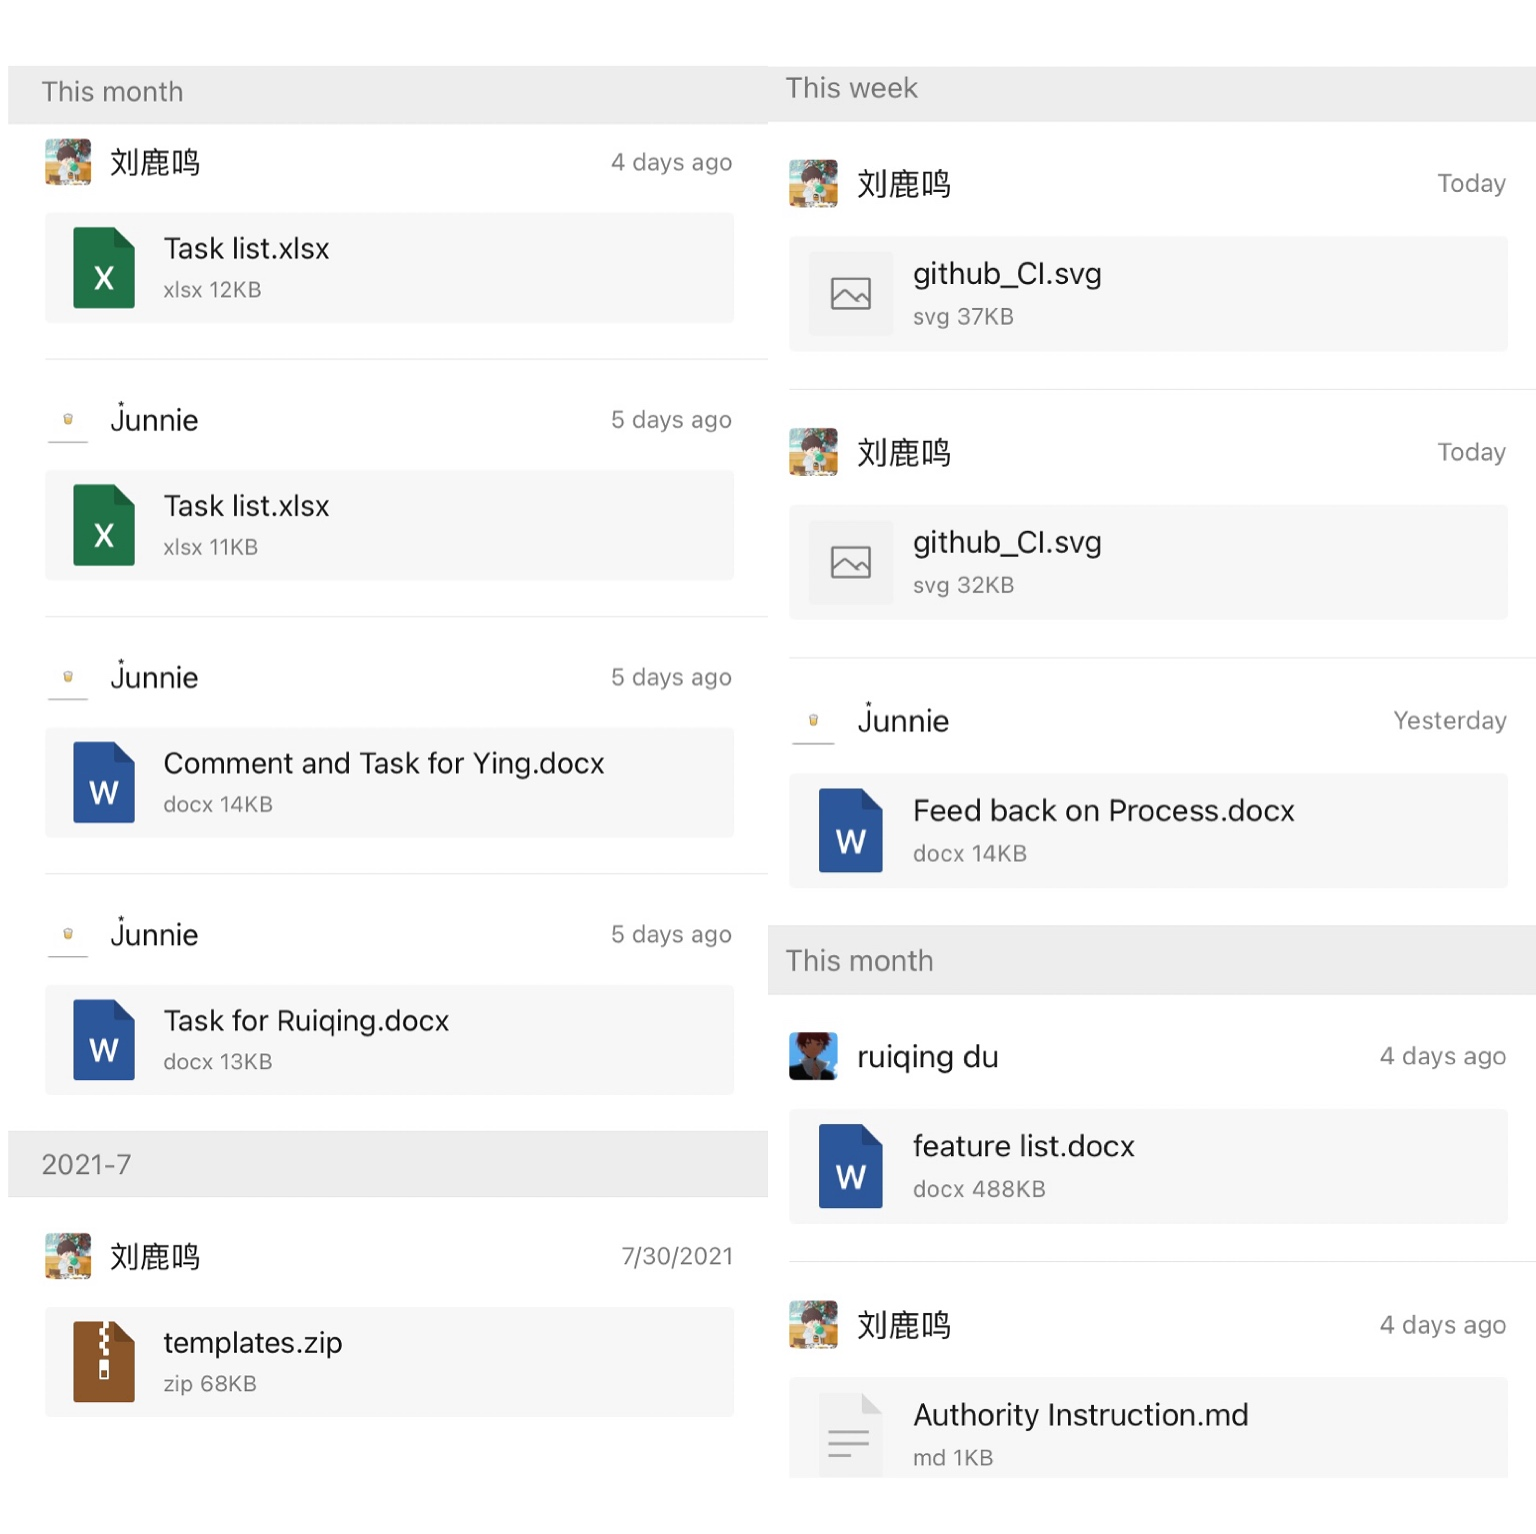 This month
刘鹿鸣
4 days ago
Task list.xlsx
xlsx 12KB
J̊unnie
5 days ago
Task list.xlsx
xlsx 11KB
J̊unnie
5 days ago
Comment and Task for Ying.docx
docx 14KB
J̊unnie
5 days ago
Task for Ruiqing.docx
docx 13KB
2021-7
刘鹿鸣
7/30/2021
templates.zip
zip 68KB
This week
刘鹿鸣
Today
github_CI.svg
svg 37KB
刘鹿鸣
Today
github_CI.svg
svg 32KB
J̊unnie
Yesterday
Feed back on Process.docx
docx 14KB
This month
ruiqing du
4 days ago
feature list.docx
docx 488KB
刘鹿鸣
4 days ago
Authority Instruction.md
md 1KB